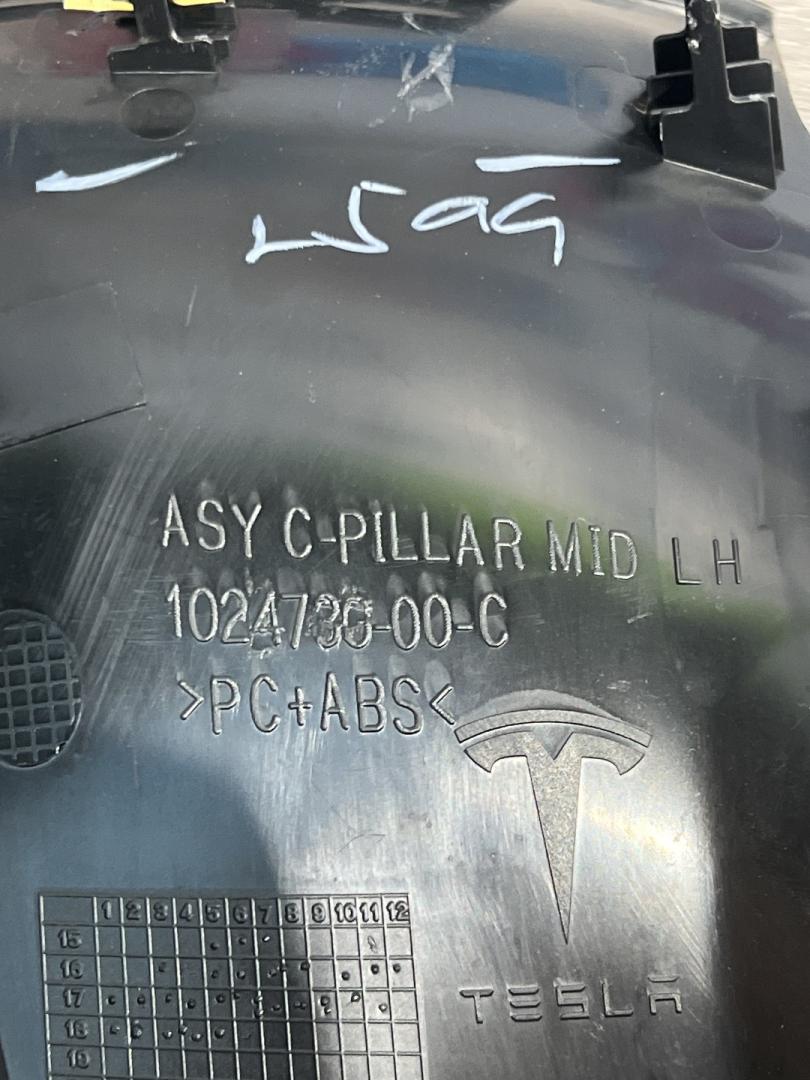 ASY C-PILLAR MID LH
-00-C
>PC+ABS<
1 2 3 4 5 6 7 8 9 10 11 12
15
16
17
18
19
TESLA